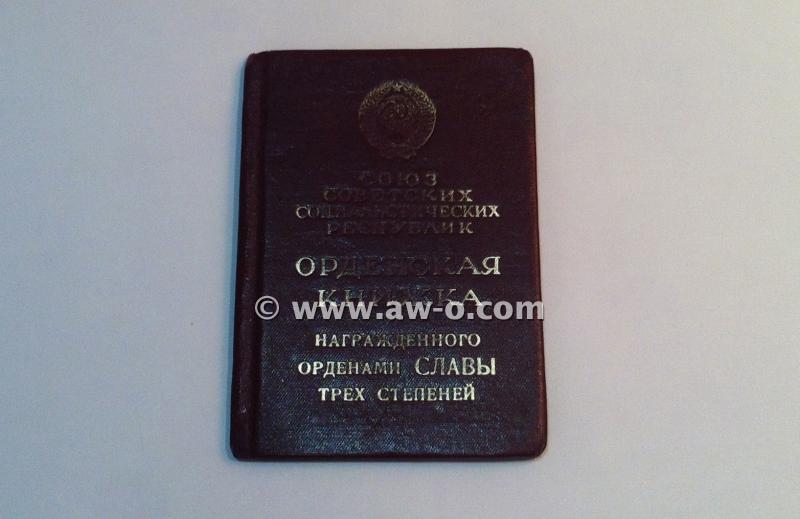 СОЮЗ
СОВЕТСКИХ
СОЦИАЛИСТИЧЕСКИХ
РЕСПУБЛИК
ОРДЕНСКАЯ
КНИЖКА
© www.aw-o.com
НАГРАЖДЕННОГО
ОРДЕНАМИ СЛАВЫ
ТРЕХ СТЕПЕНЕЙ